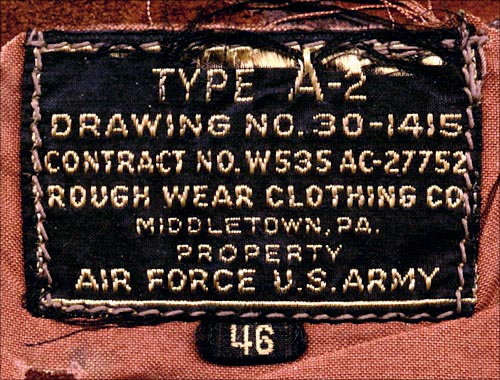 TYPE A-2
DRAWING NO. 30-1415
CONTRACT NO. W535 AC-27752
ROUGH WEAR CLOTHING CO
MIDDLETOWN, PA.
PROPERTY
AIR FORCE U.S. ARMY
46